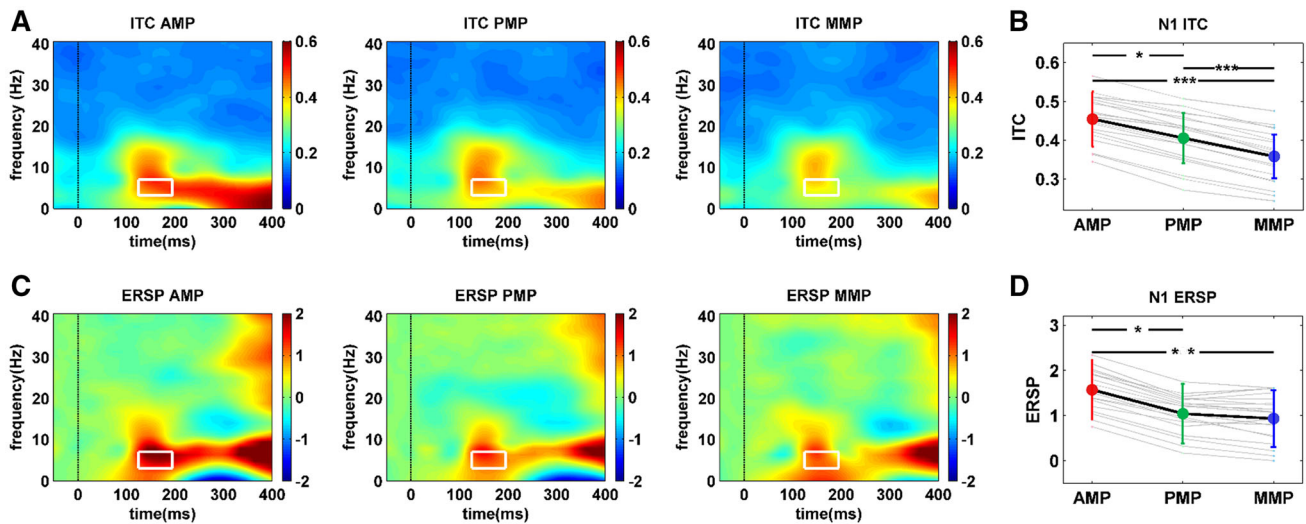 A
ITC AMP
ITC PMP
ITC MMP
B
N1 ITC
frequency (Hz)
40
30
20
10
0
0 100 200 300 400
time(ms)
0.6
0.4
0.2
0
frequency (Hz)
40
30
20
10
0
0 100 200 300 400
time(ms)
0.6
0.4
0.2
0
frequency (Hz)
40
30
20
10
0
0 100 200 300 400
time(ms)
0.6
0.4
0.2
0
ITC
0.6
0.5
0.4
0.3
*
***
***
AMP PMP MMP
C
ERSP AMP
ERSP PMP
ERSP MMP
D
N1 ERSP
frequency(Hz)
40
30
20
10
0
0 100 200 300 400
time(ms)
2
1
0
-1
-2
frequency(Hz)
40
30
20
10
0
0 100 200 300 400
time(ms)
2
1
0
-1
-2
frequency(Hz)
40
30
20
10
0
0 100 200 300 400
time(ms)
2
1
0
-1
-2
ERSP
3
2
1
0
*
* *
AMP PMP MMP